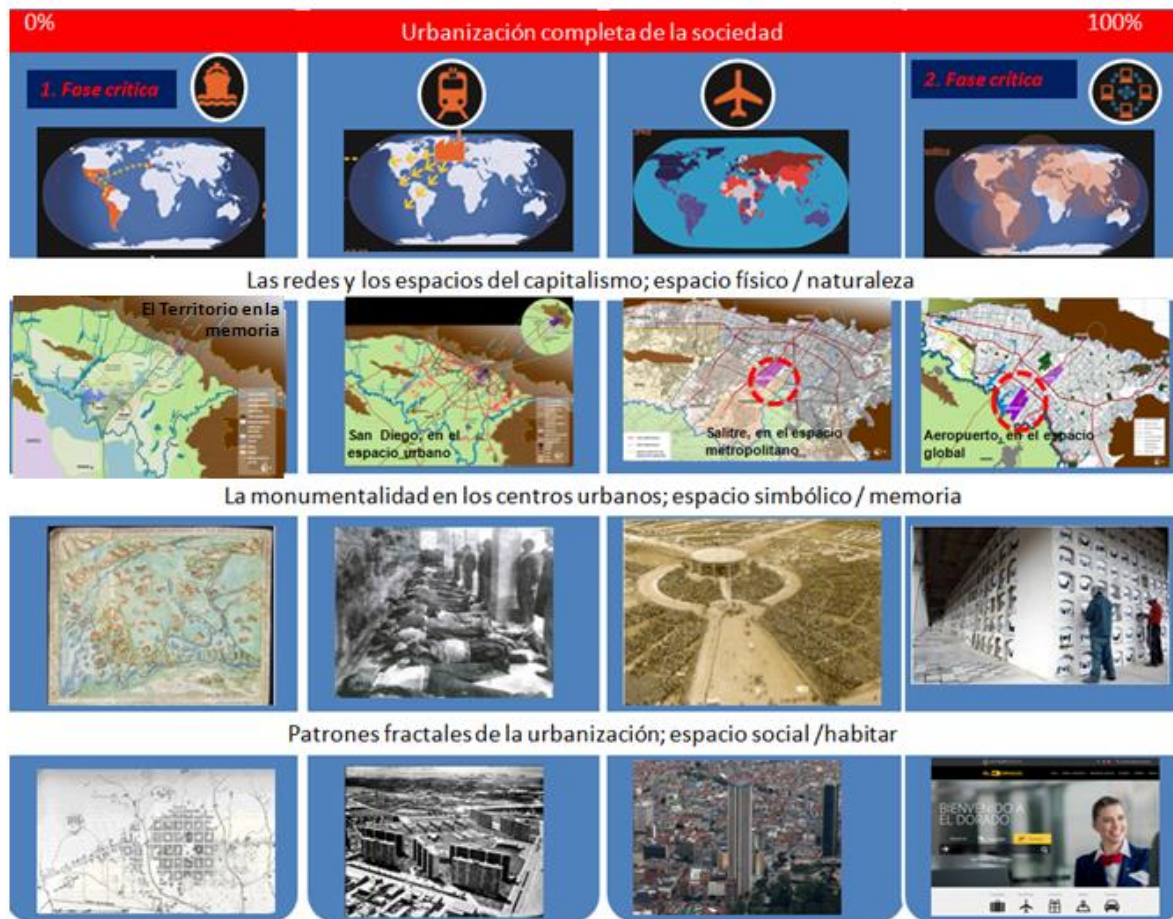 0%
Urbanización completa de la sociedad
100%
1. Fase crítica
2. Fase crítica
Las redes y los espacios del capitalismo; espacio físico / naturaleza
El Territorio en la
memoria
San Diego, en el
espacio urbano
Salitre, en el espacio
metropolitano
Aeropuerto, en el espacio
global
La monumentalidad en los centros urbanos; espacio simbólico / memoria
Patrones fractales de la urbanización; espacio social /habitar
BIENVENIDO A
EL DORADO